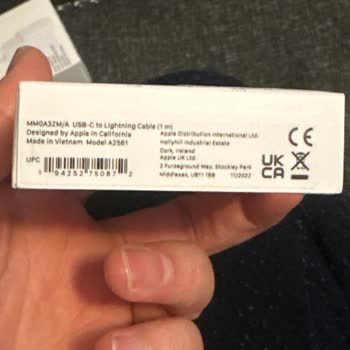 MM0A3ZM/A USB-C to Lightning Cable (1 m)
Designed by Apple in California
Made in Vietnam Model A2561
UPC
1 94252 75087 2
Apple Distribution International Ltd.
Hollyhill Industrial Estate
Cork, Ireland
Apple UK Ltd.
2 Furzeground Way, Stockley Park
Middlesex, UB11 1BB 11/2022
CE
UK
CA